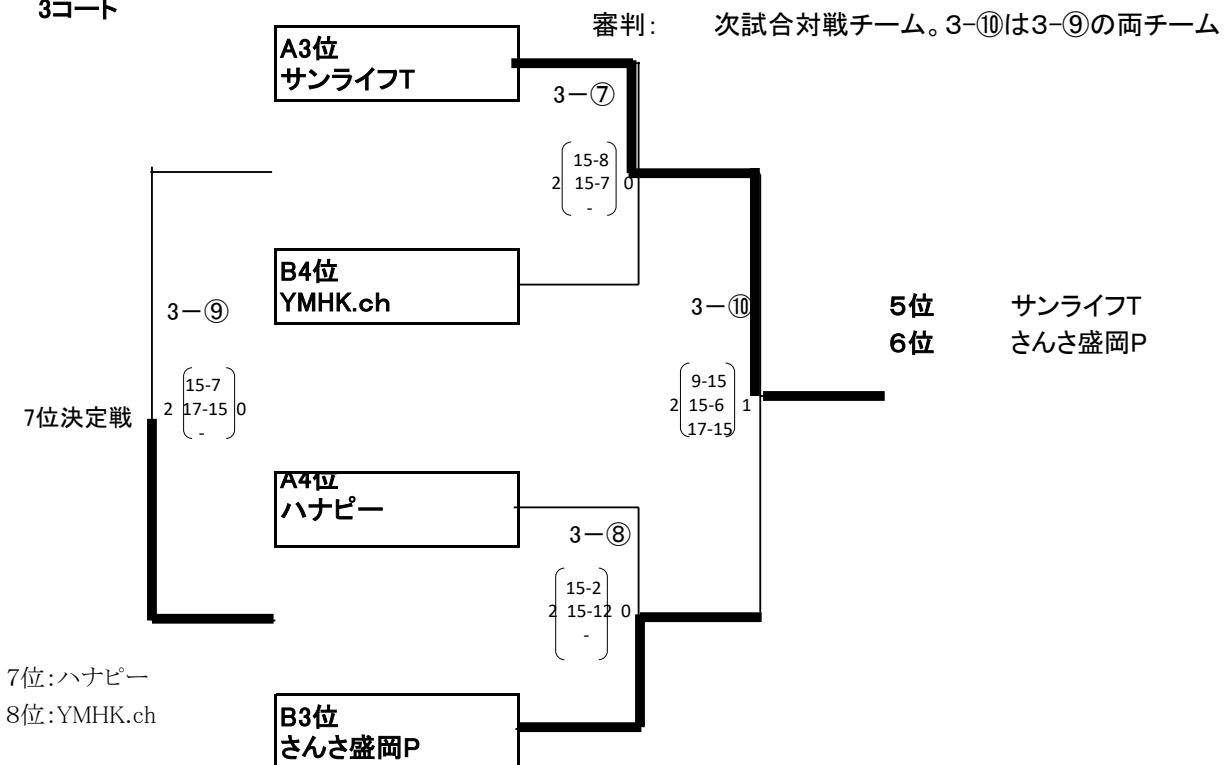 3コート
審判: 次試合対戦チーム。3-⑩は3-⑨の両チーム
A3位
サンライフT
3-⑦
15-8
2 15-7 0
-
B4位
YMHK.ch
3-⑨
3-⑩
5位 サンライフT
6位 さんさ盛岡P
15-7
2 17-15 0
-
9-15
2 15-6 1
17-15
7位決定戦
A4位
ハナピー
3-⑧
15-2
2 15-12 0
-
7位:ハナピー
8位:YMHK.ch
B3位
さんさ盛岡P